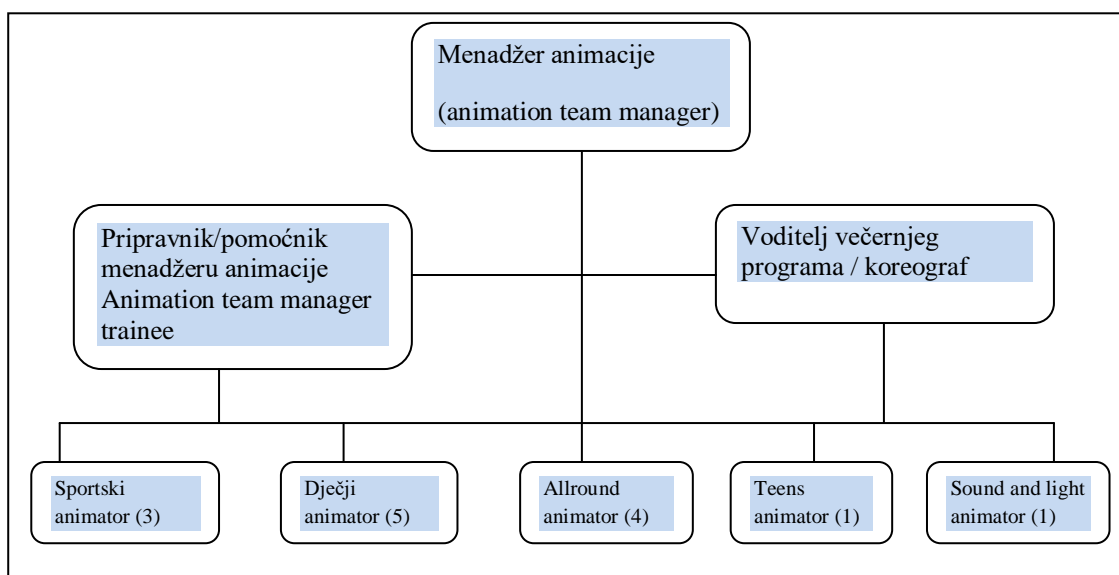 Menadžer animacije
(animation team manager)
Pripravnik/pomoćnik
menadžeru animacije
Animation team manager
trainee
Voditelj večernjeg
programa / koreograf
Sportski
animator (3)
Dječji
animator (5)
Allround
animator (4)
Teens
animator (1)
Sound and light
animator (1)